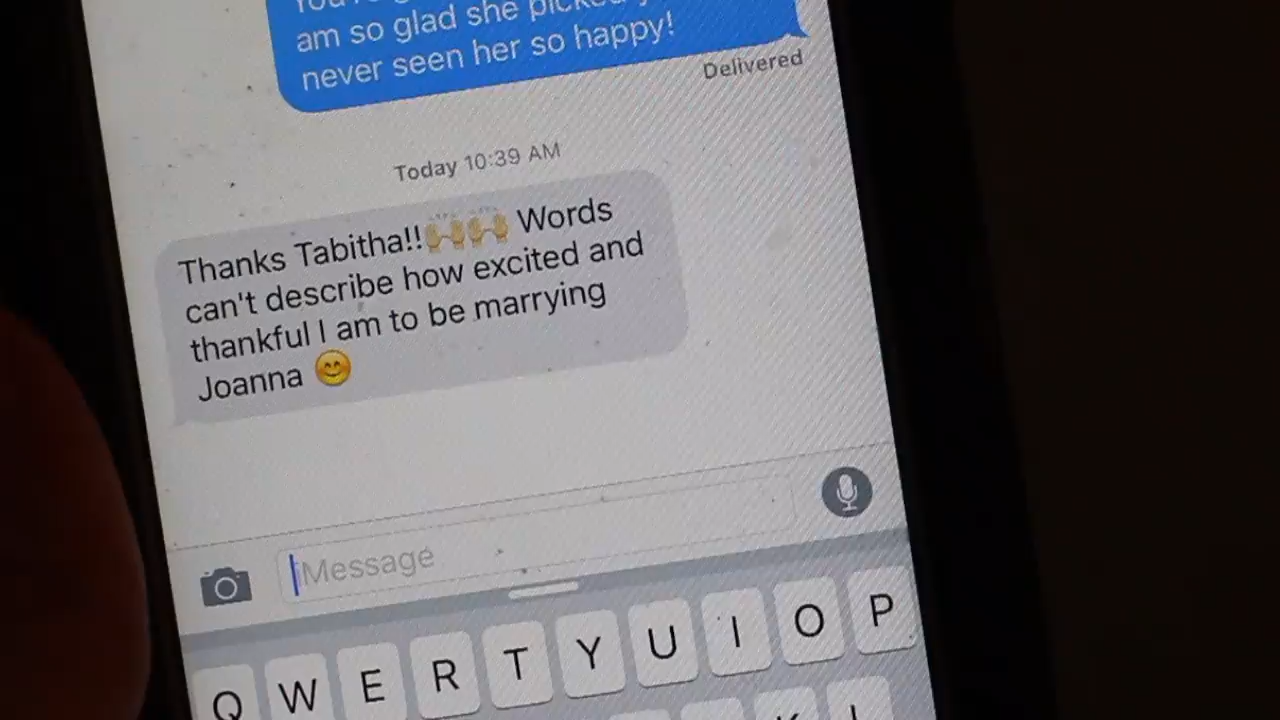 am so glad she picked
never seen her so happy!
Delivered
Today 10:39 AM
Thanks Tabitha!!🙌🏼🙌🏼 Words
can't describe how excited and
thankful I am to be marrying
Joanna 😊
Message
Q W E R T Y U I O P
K L